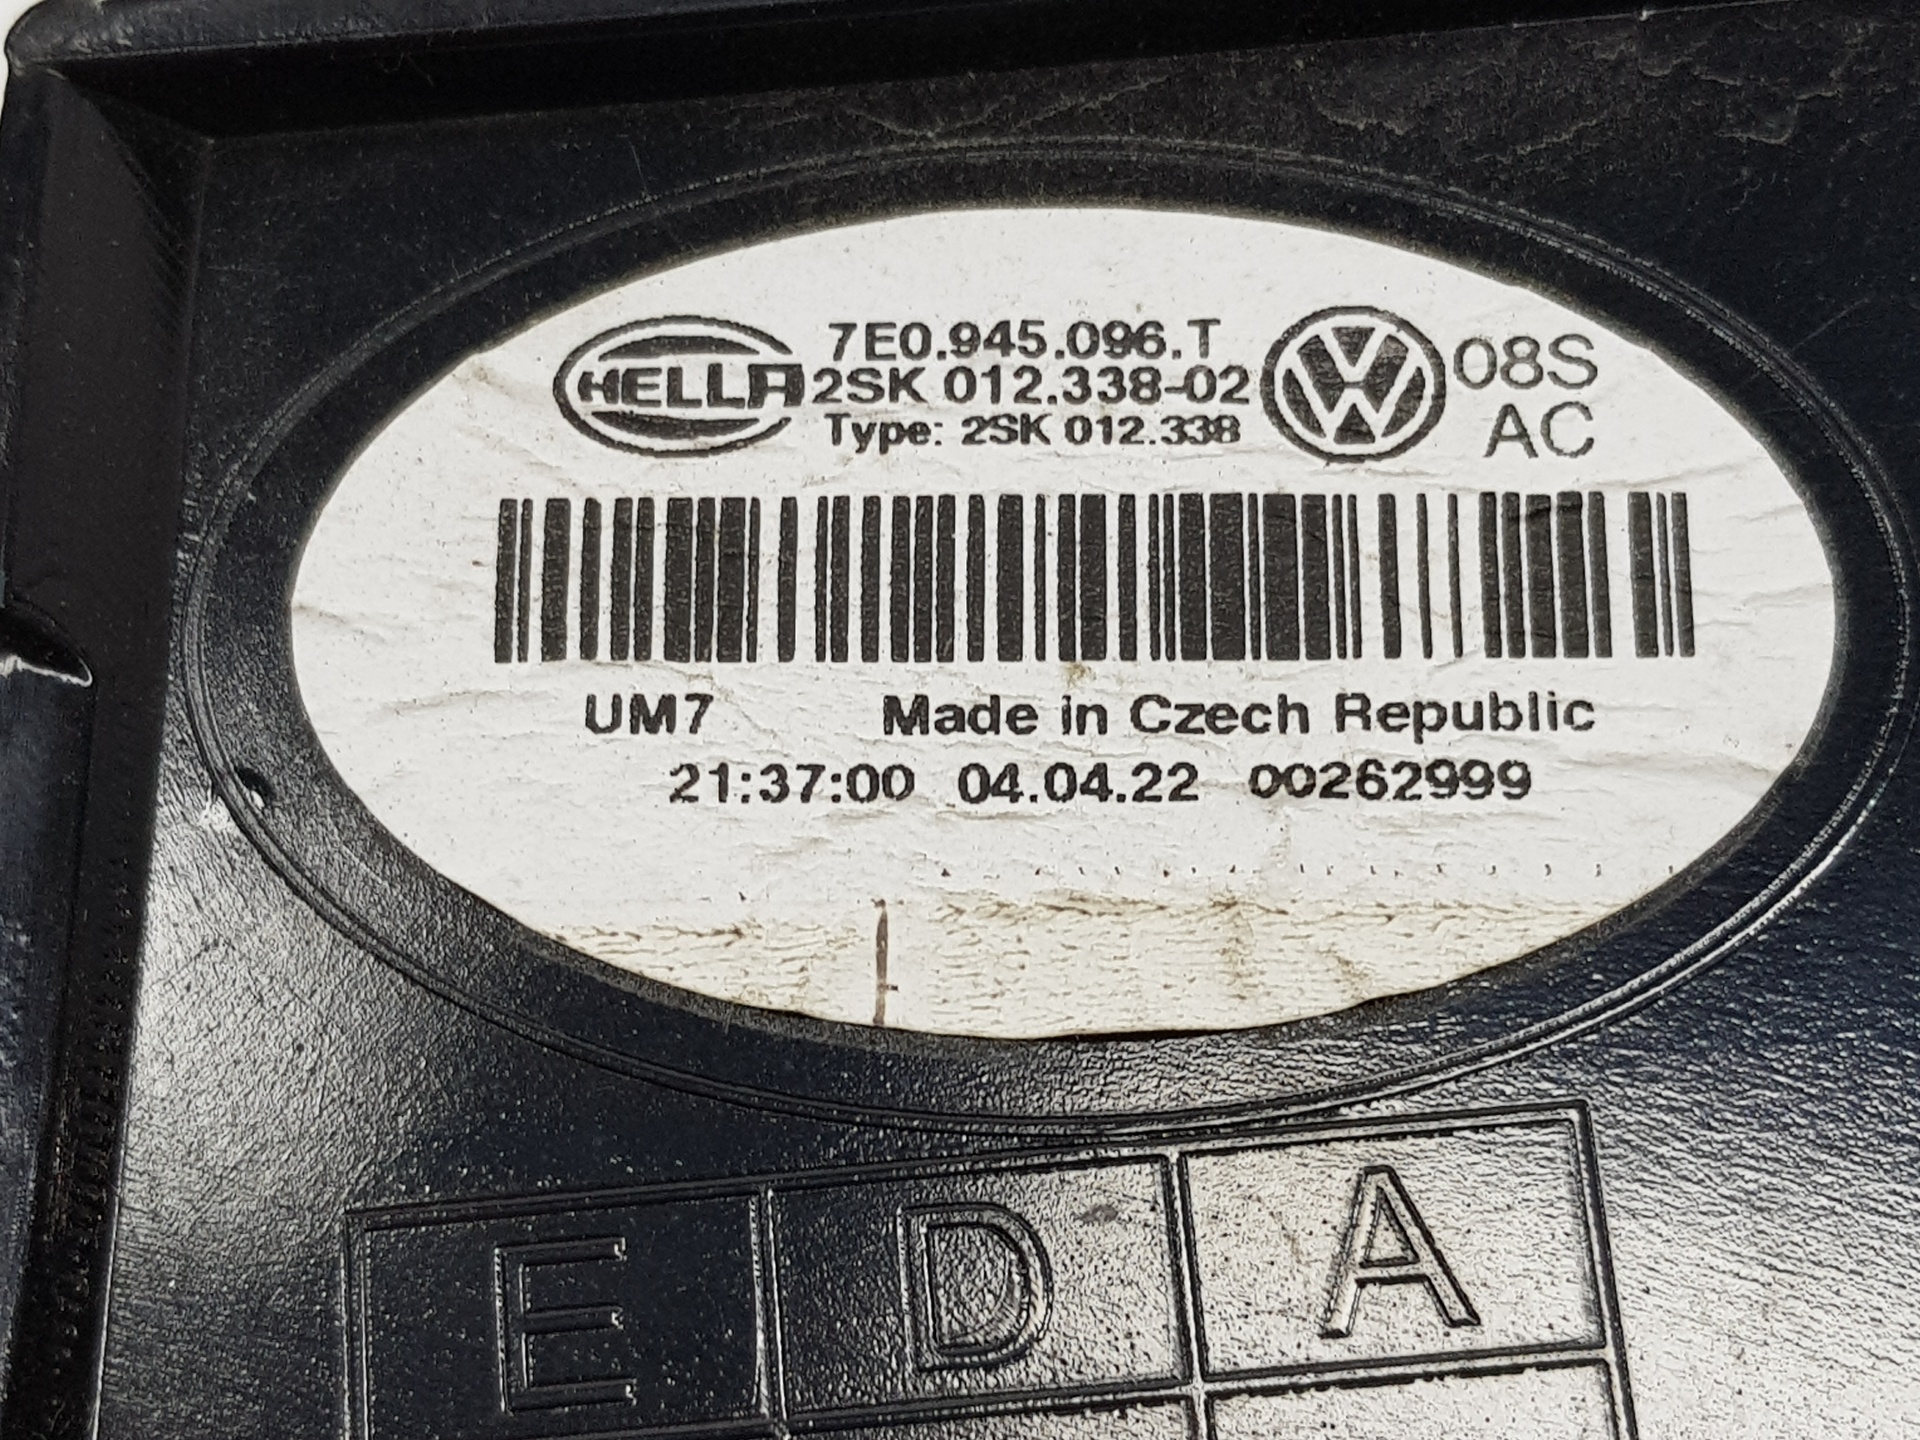 HELLA
7E0.945.096.T
2SK 012.338-02
Type: 2SK 012.338
08S
AC
UM7 Made in Czech Republic
21:37:00 04.04.22 00262999
E D A